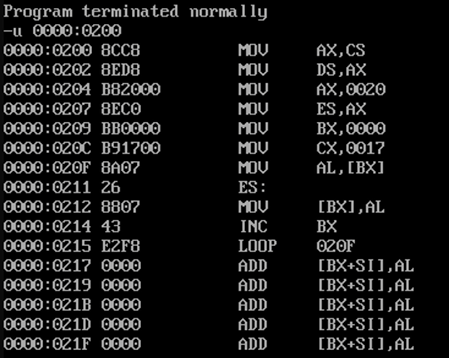 Program terminated normally
-u 0000:0200
0000:0200 8CC8 MOV AX,CS
0000:0202 8ED8 MOV DS,AX
0000:0204 B82000 MOV AX,0020
0000:0207 8EC0 MOV ES,AX
0000:0209 BB0000 MOV BX,0000
0000:020C B91700 MOV CX,0017
0000:020F 8A07 MOV AL,[BX]
0000:0211 26 ES:
0000:0212 8807 MOV [BX],AL
0000:0214 43 INC BX
0000:0215 E2F8 LOOP 020F
0000:0217 0000 ADD [BX+SI],AL
0000:0219 0000 ADD [BX+SI],AL
0000:021B 0000 ADD [BX+SI],AL
0000:021D 0000 ADD [BX+SI],AL
0000:021F 0000 ADD [BX+SI],AL